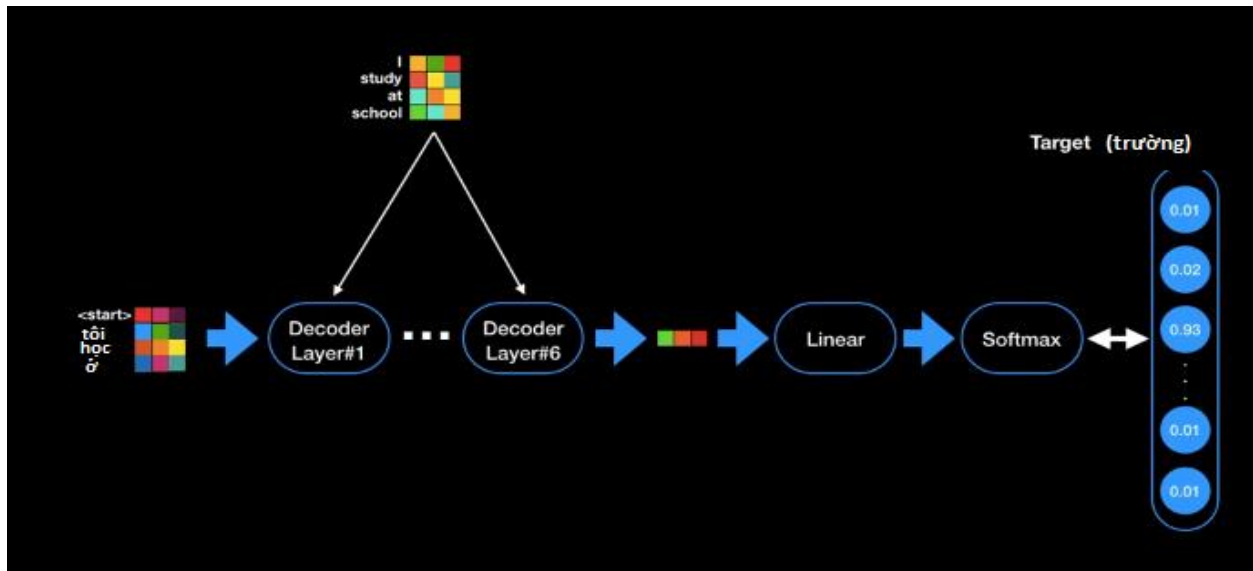 I
study
at
school
Target (trường)
0.01
0.02
<start>
tôi
học
ở
Decoder
Layer#1
Decoder
Layer#6
Linear
Softmax
0.93
0.01
0.01